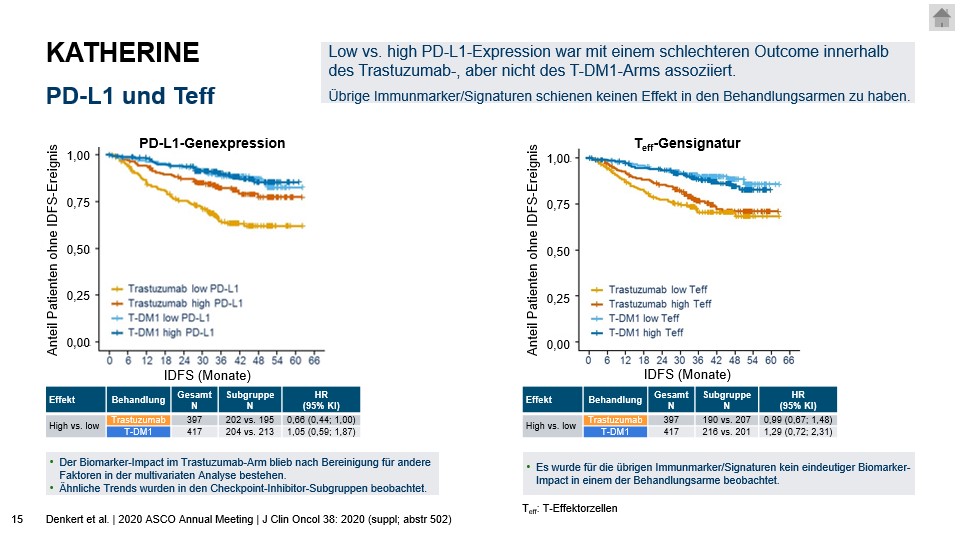 KATHERINE
PD-L1 und Teff
Low vs. high PD-L1-Expression war mit einem schlechteren Outcome innerhalb
des Trastuzumab-, aber nicht des T-DM1-Arms assoziiert.
Übrige Immunmarker/Signaturen schienen keinen Effekt in den Behandlungsarmen zu haben.
PD-L1-Genexpression
Anteil Patienten ohne IDFS-Ereignis
1,00
0,75
0,50
0,25
0,00
Trastuzumab low PD-L1
Trastuzumab high PD-L1
T-DM1 low PD-L1
T-DM1 high PD-L1
0 6 12 18 24 30 36 42 48 54 60 66
IDFS (Monate)
Effekt Behandlung Gesamt N Subgruppe N HR (95% KI)
High vs. low Trastuzumab 397 202 vs. 195 0,66 (0,44; 1,00)
T-DM1 417 204 vs. 213 1,05 (0,59; 1,87)
• Der Biomarker-Impact im Trastuzumab-Arm blieb nach Bereinigung für andere
Faktoren in der multivariaten Analyse bestehen.
• Ähnliche Trends wurden in den Checkpoint-Inhibitor-Subgruppen beobachtet.
Teff-Gensignatur
Anteil Patienten ohne IDFS-Ereignis
1,00
0,75
0,50
0,25
0,00
Trastuzumab low Teff
Trastuzumab high Teff
T-DM1 low Teff
T-DM1 high Teff
0 6 12 18 24 30 36 42 48 54 60 66
IDFS (Monate)
Effekt Behandlung Gesamt N Subgruppe N HR (95% KI)
High vs. low Trastuzumab 397 190 vs. 207 0,99 (0,67; 1,48)
T-DM1 417 216 vs. 201 1,29 (0,72; 2,31)
• Es wurde für die übrigen Immunmarker/Signaturen kein eindeutiger Biomarker-
Impact in einem der Behandlungsarme beobachtet.
Teff: T-Effektorzellen
15 Denkert et al. | 2020 ASCO Annual Meeting | J Clin Oncol 38: 2020 (suppl; abstr 502)